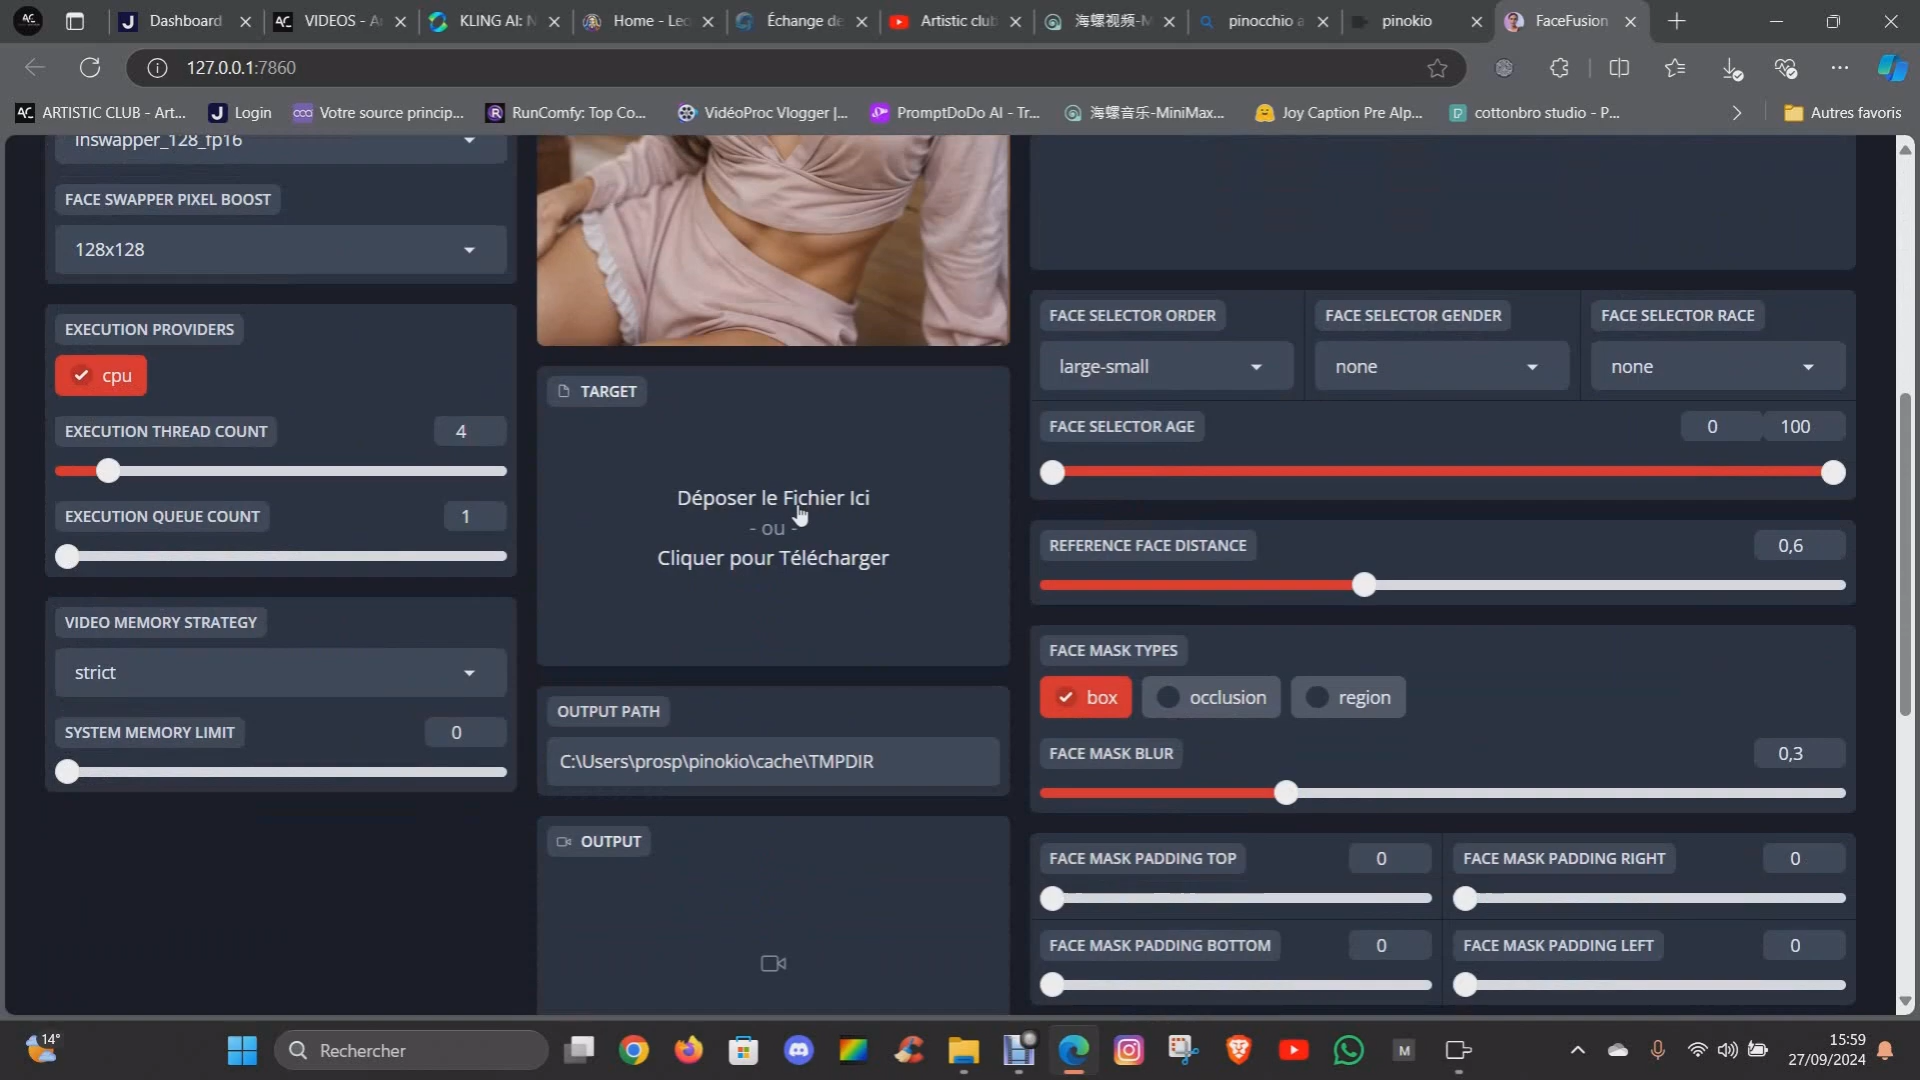 Dashboard
VIDEOS - A
KLING AI: N
Home - Leo
Échange de
Artistic club
海螺视频-M
pinocchio a
pinokio
FaceFusion
127.0.0.1:7860
ARTISTIC CLUB - Art...
Login
Votre source princip...
RunComfy: Top Co...
VidéoProc Vlogger |...
PromptDoDo AI - Tr...
海螺音乐-MiniMax...
Joy Caption Pre Alp...
cottonbro studio - P...
Autres favoris
inswapper_128_fp16
FACE SWAPPER PIXEL BOOST
128x128
EXECUTION PROVIDERS
cpu
EXECUTION THREAD COUNT 4
EXECUTION QUEUE COUNT 1
VIDEO MEMORY STRATEGY
strict
SYSTEM MEMORY LIMIT 0
TARGET
Déposer le Fichier Ici
- ou -
Cliquer pour Télécharger
OUTPUT PATH
C:\Users\prosp\pinokio\cache\TMPDIR
OUTPUT
FACE SELECTOR ORDER
large-small
FACE SELECTOR GENDER
none
FACE SELECTOR RACE
none
FACE SELECTOR AGE 0 100
REFERENCE FACE DISTANCE 0,6
FACE MASK TYPES
box occlusion region
FACE MASK BLUR 0,3
FACE MASK PADDING TOP 0
FACE MASK PADDING RIGHT 0
FACE MASK PADDING BOTTOM 0
FACE MASK PADDING LEFT 0
14°
Rechercher
M
15:59
27/09/2024